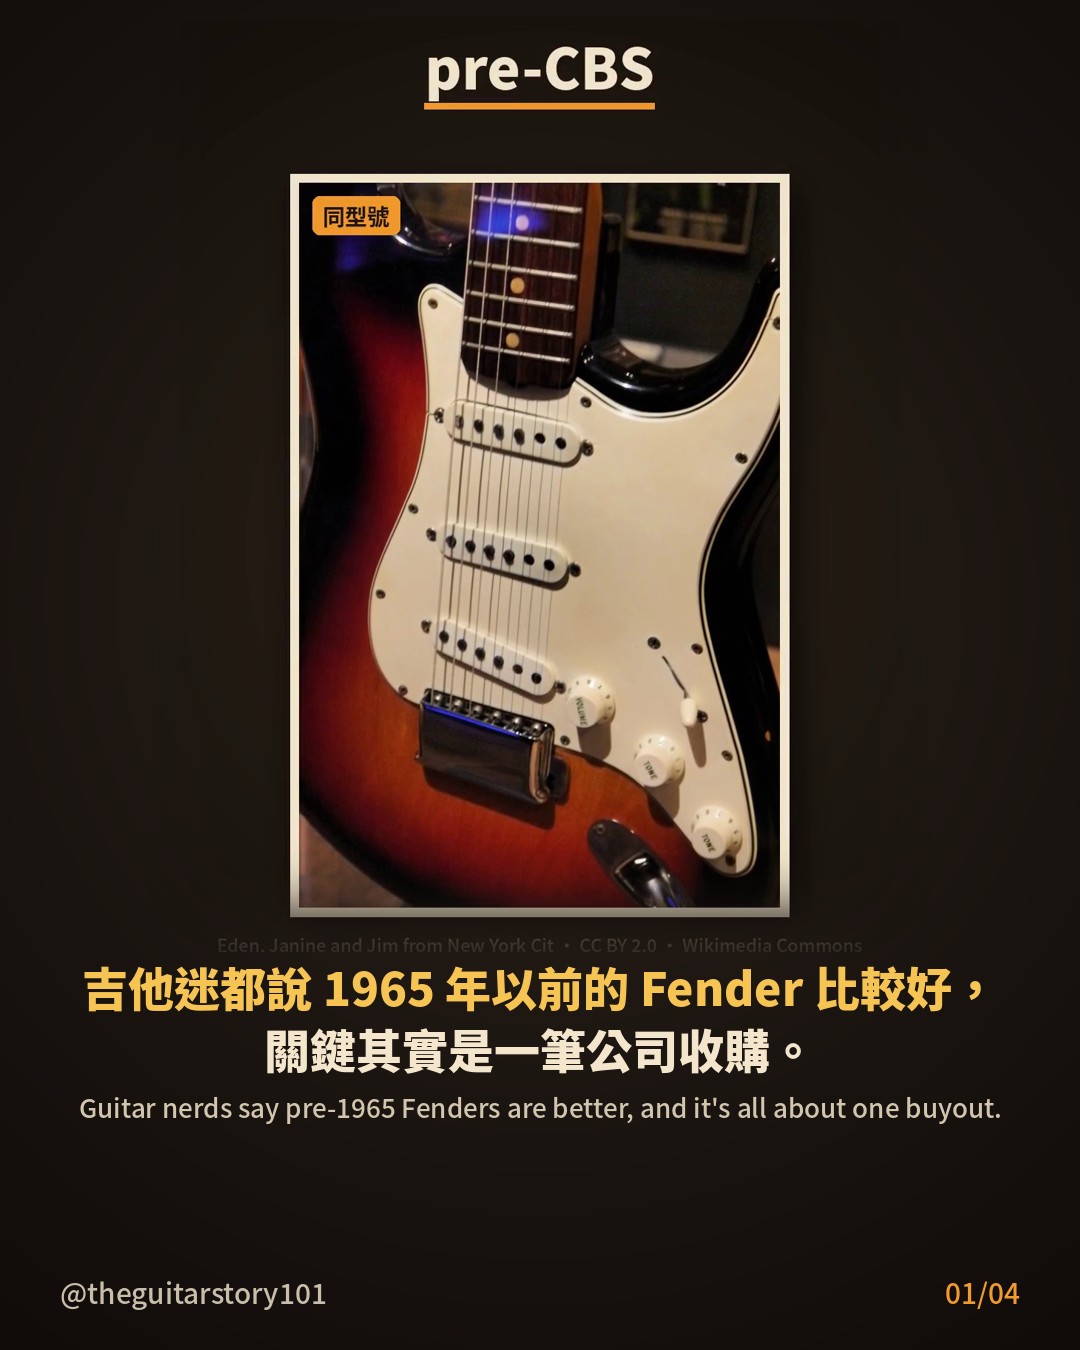 pre-CBS
同型號
VOLUME
TONE
TONE
Eden, Janine and Jim from New York Cit • CC BY 2.0 • Wikimedia Commons
吉他迷都說 1965 年以前的 Fender 比較好，
關鍵其實是一筆公司收購。
Guitar nerds say pre-1965 Fenders are better, and it's all about one buyout.
@theguitarstory101
01/04